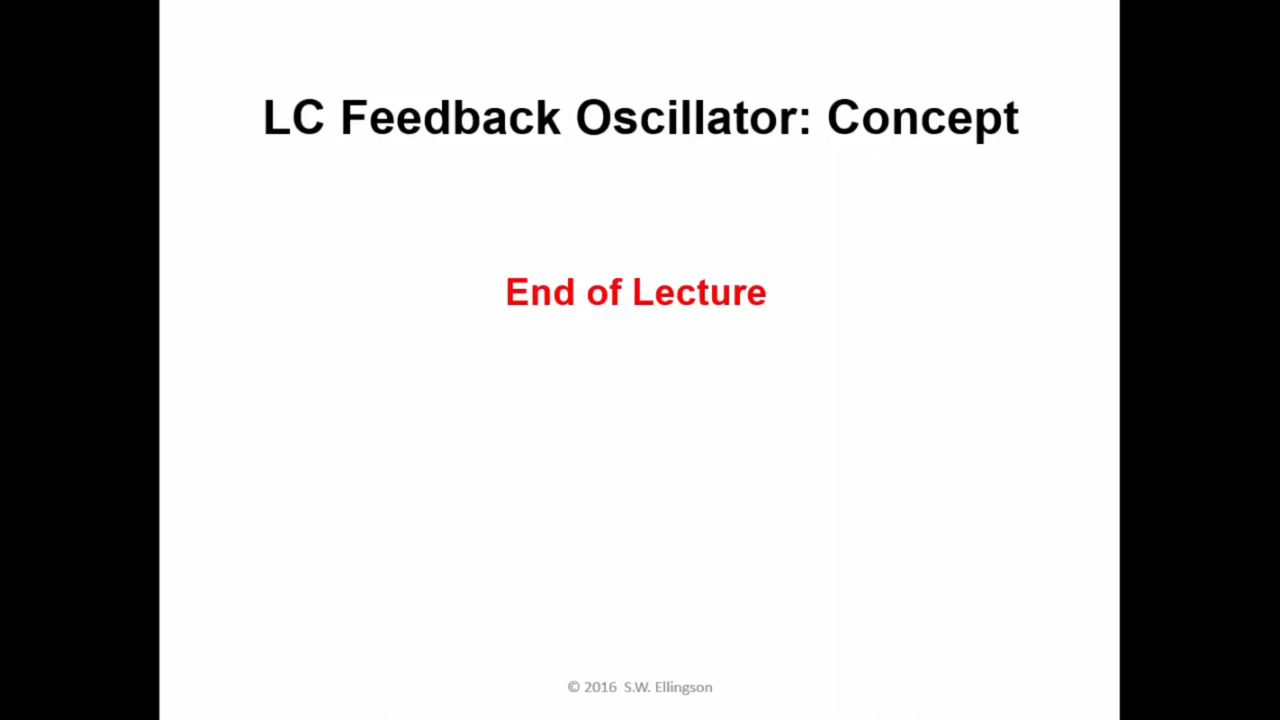 LC Feedback Oscillator: Concept
End of Lecture
© 2016 S.W. Ellingson